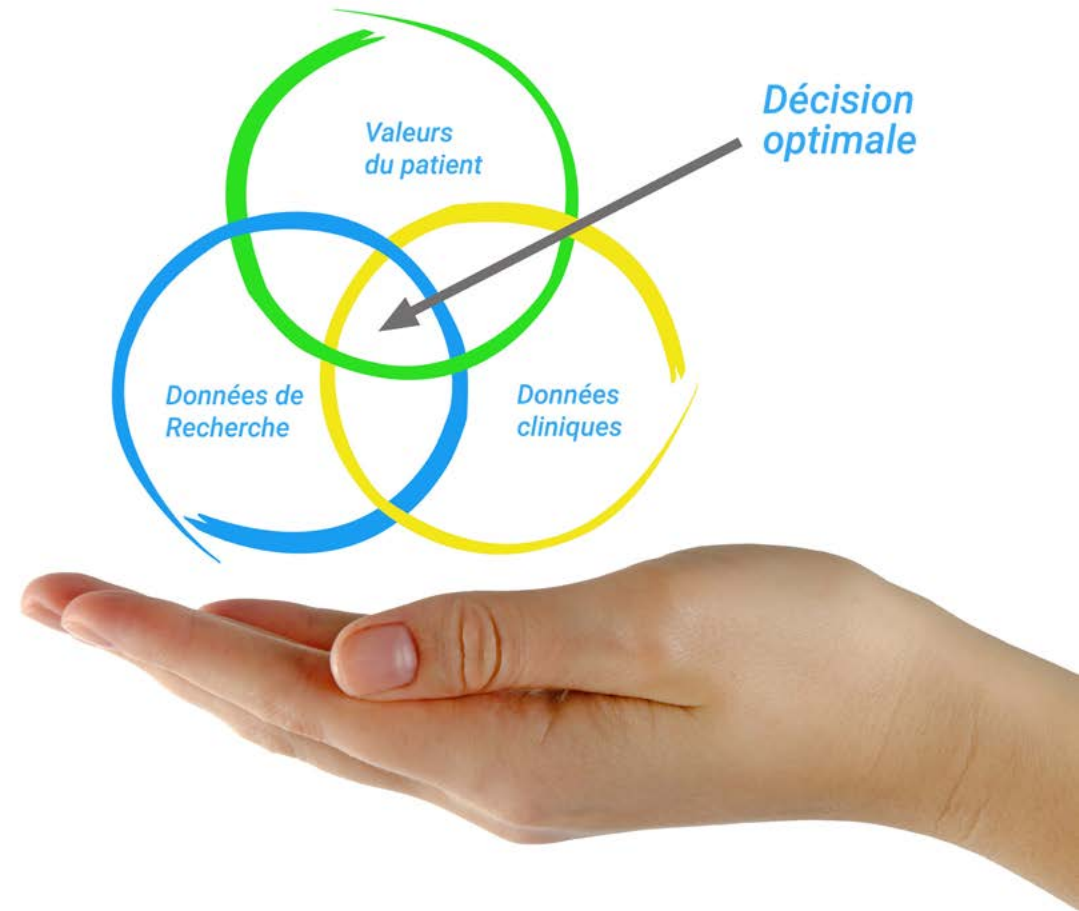 Valeurs
du patient
Décision
optimale
Données de
Recherche
Données
cliniques